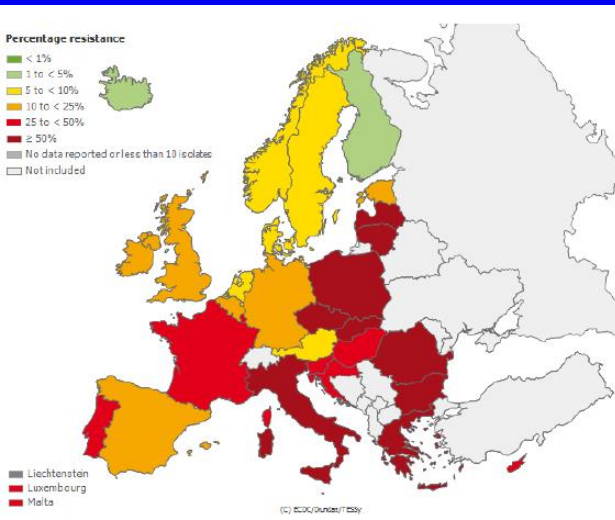 Percentage resistance
< 1%
1 to < 5%
5 to < 10%
10 to < 25%
25 to < 50%
≥ 50%
No data reported or less than 10 isolates
Not included
Liechtenstein
Luxembourg
Malta
(C) ECDC/Dundas/TESSy